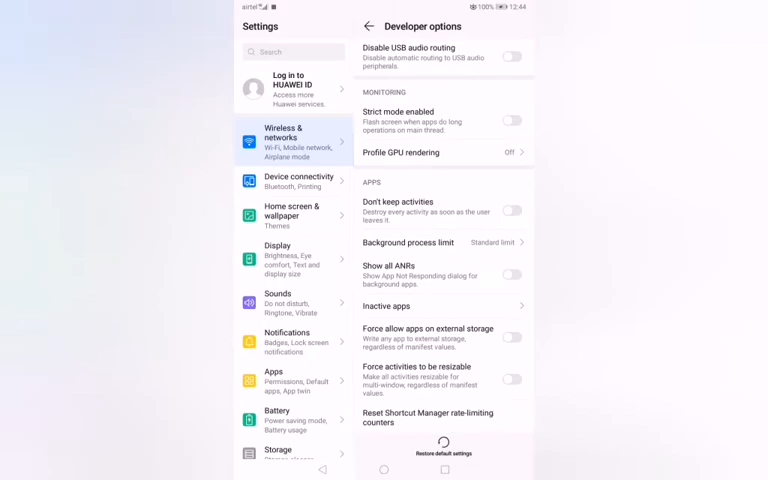 airtel 100% 12:44
Settings
Search
Log in to
HUAWEI ID
Access more
Huawei services.
Wireless &
networks
Wi-Fi, Mobile network,
Airplane mode
Device connectivity
Bluetooth, Printing
Home screen &
wallpaper
Themes
Display
Brightness, Eye
comfort, Text and
display size
Sounds
Do not disturb,
Ringtone, Vibrate
Notifications
Badges, Lock screen
notifications
Apps
Permissions, Default
apps, App twin
Battery
Power saving mode,
Battery usage
Storage
Developer options
Disable USB audio routing
Disable automatic routing to USB audio
peripherals.
MONITORING
Strict mode enabled
Flash screen when apps do long
operations on main thread.
Profile GPU rendering Off
APPS
Don't keep activities
Destroy every activity as soon as the user
leaves it.
Background process limit Standard limit
Show all ANRs
Show App Not Responding dialog for
background apps.
Inactive apps
Force allow apps on external storage
Write any app to external storage,
regardless of manifest values.
Force activities to be resizable
Make all activities resizable for
multi-window, regardless of manifest
values.
Reset Shortcut Manager rate-limiting
counters
Restore default settings